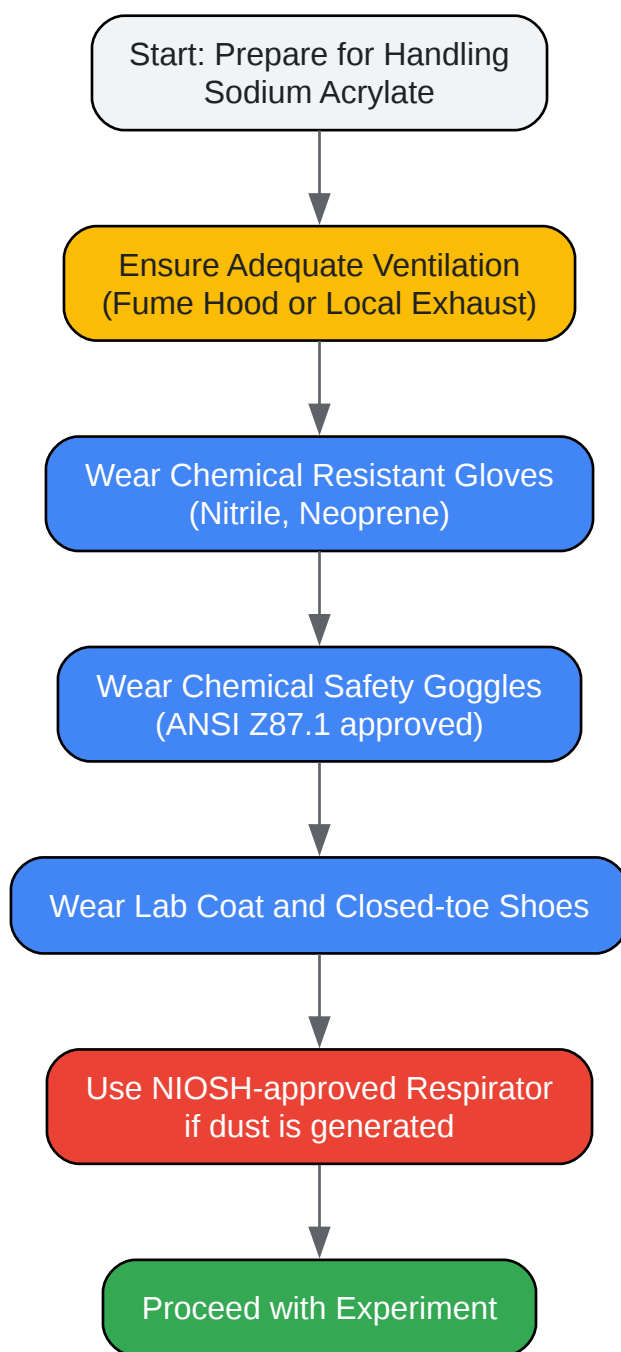 Start: Prepare for Handling
Sodium Acrylate
Ensure Adequate Ventilation
(Fume Hood or Local Exhaust)
Wear Chemical Resistant Gloves
(Nitrile, Neoprene)
Wear Chemical Safety Goggles
(ANSI Z87.1 approved)
Wear Lab Coat and Closed-toe Shoes
Use NIOSH-approved Respirator
if dust is generated
Proceed with Experiment